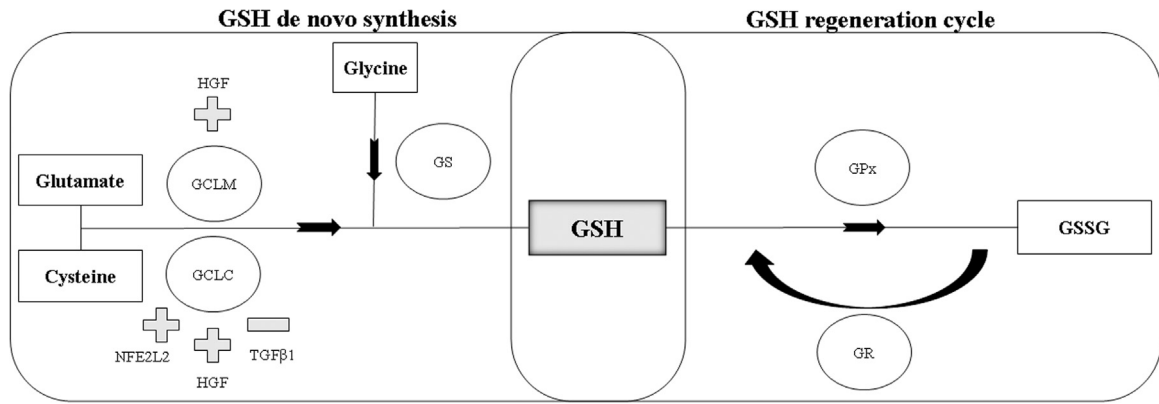 GSH de novo synthesis
GSH regeneration cycle
Glycine
HGF
GS
GPx
Glutamate
GCLM
GSH
GSSG
Cysteine
GCLC
NFE2L2
TGFβ1
HGF
GR